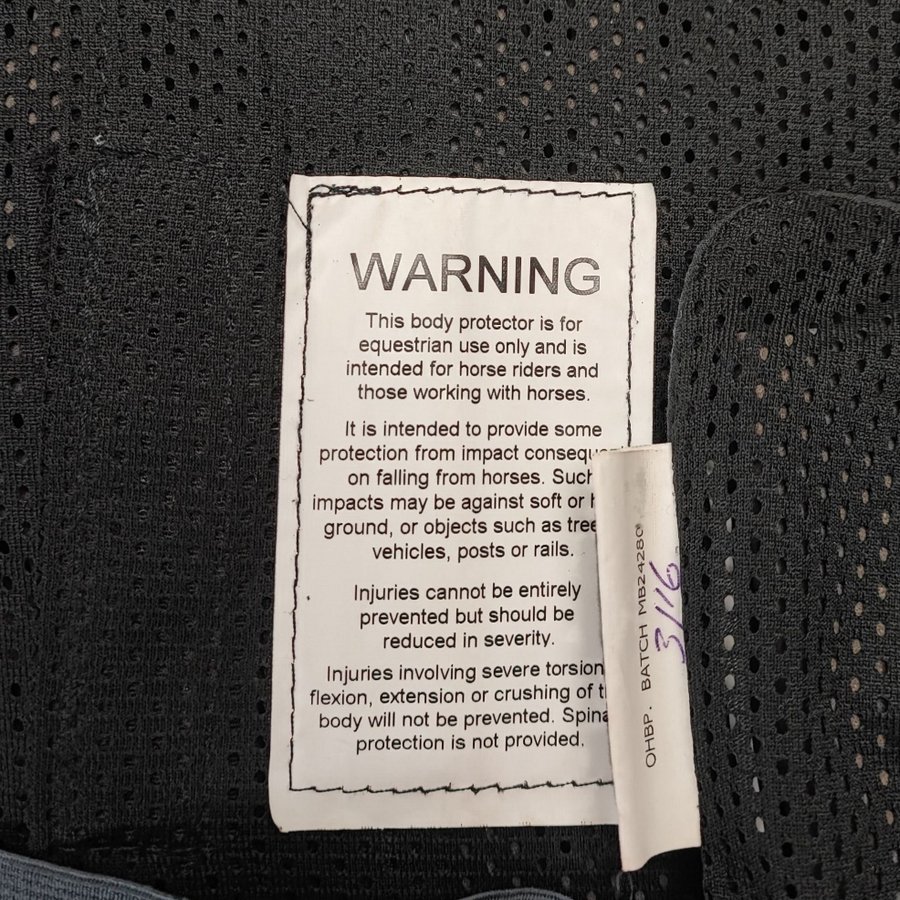 WARNING
This body protector is for
equestrian use only and is
intended for horse riders and
those working with horses.
It is intended to provide some
protection from impact
on falling from horses. Such
impacts may be against soft or
ground, or objects such as
vehicles, posts or rails.
Injuries cannot be entirely
prevented but should be
reduced in severity.
Injuries involving severe torsion
flexion, extension or crushing of
body will not be prevented.
protection is not provided.
OHBP. BATCH MB24280
3/116